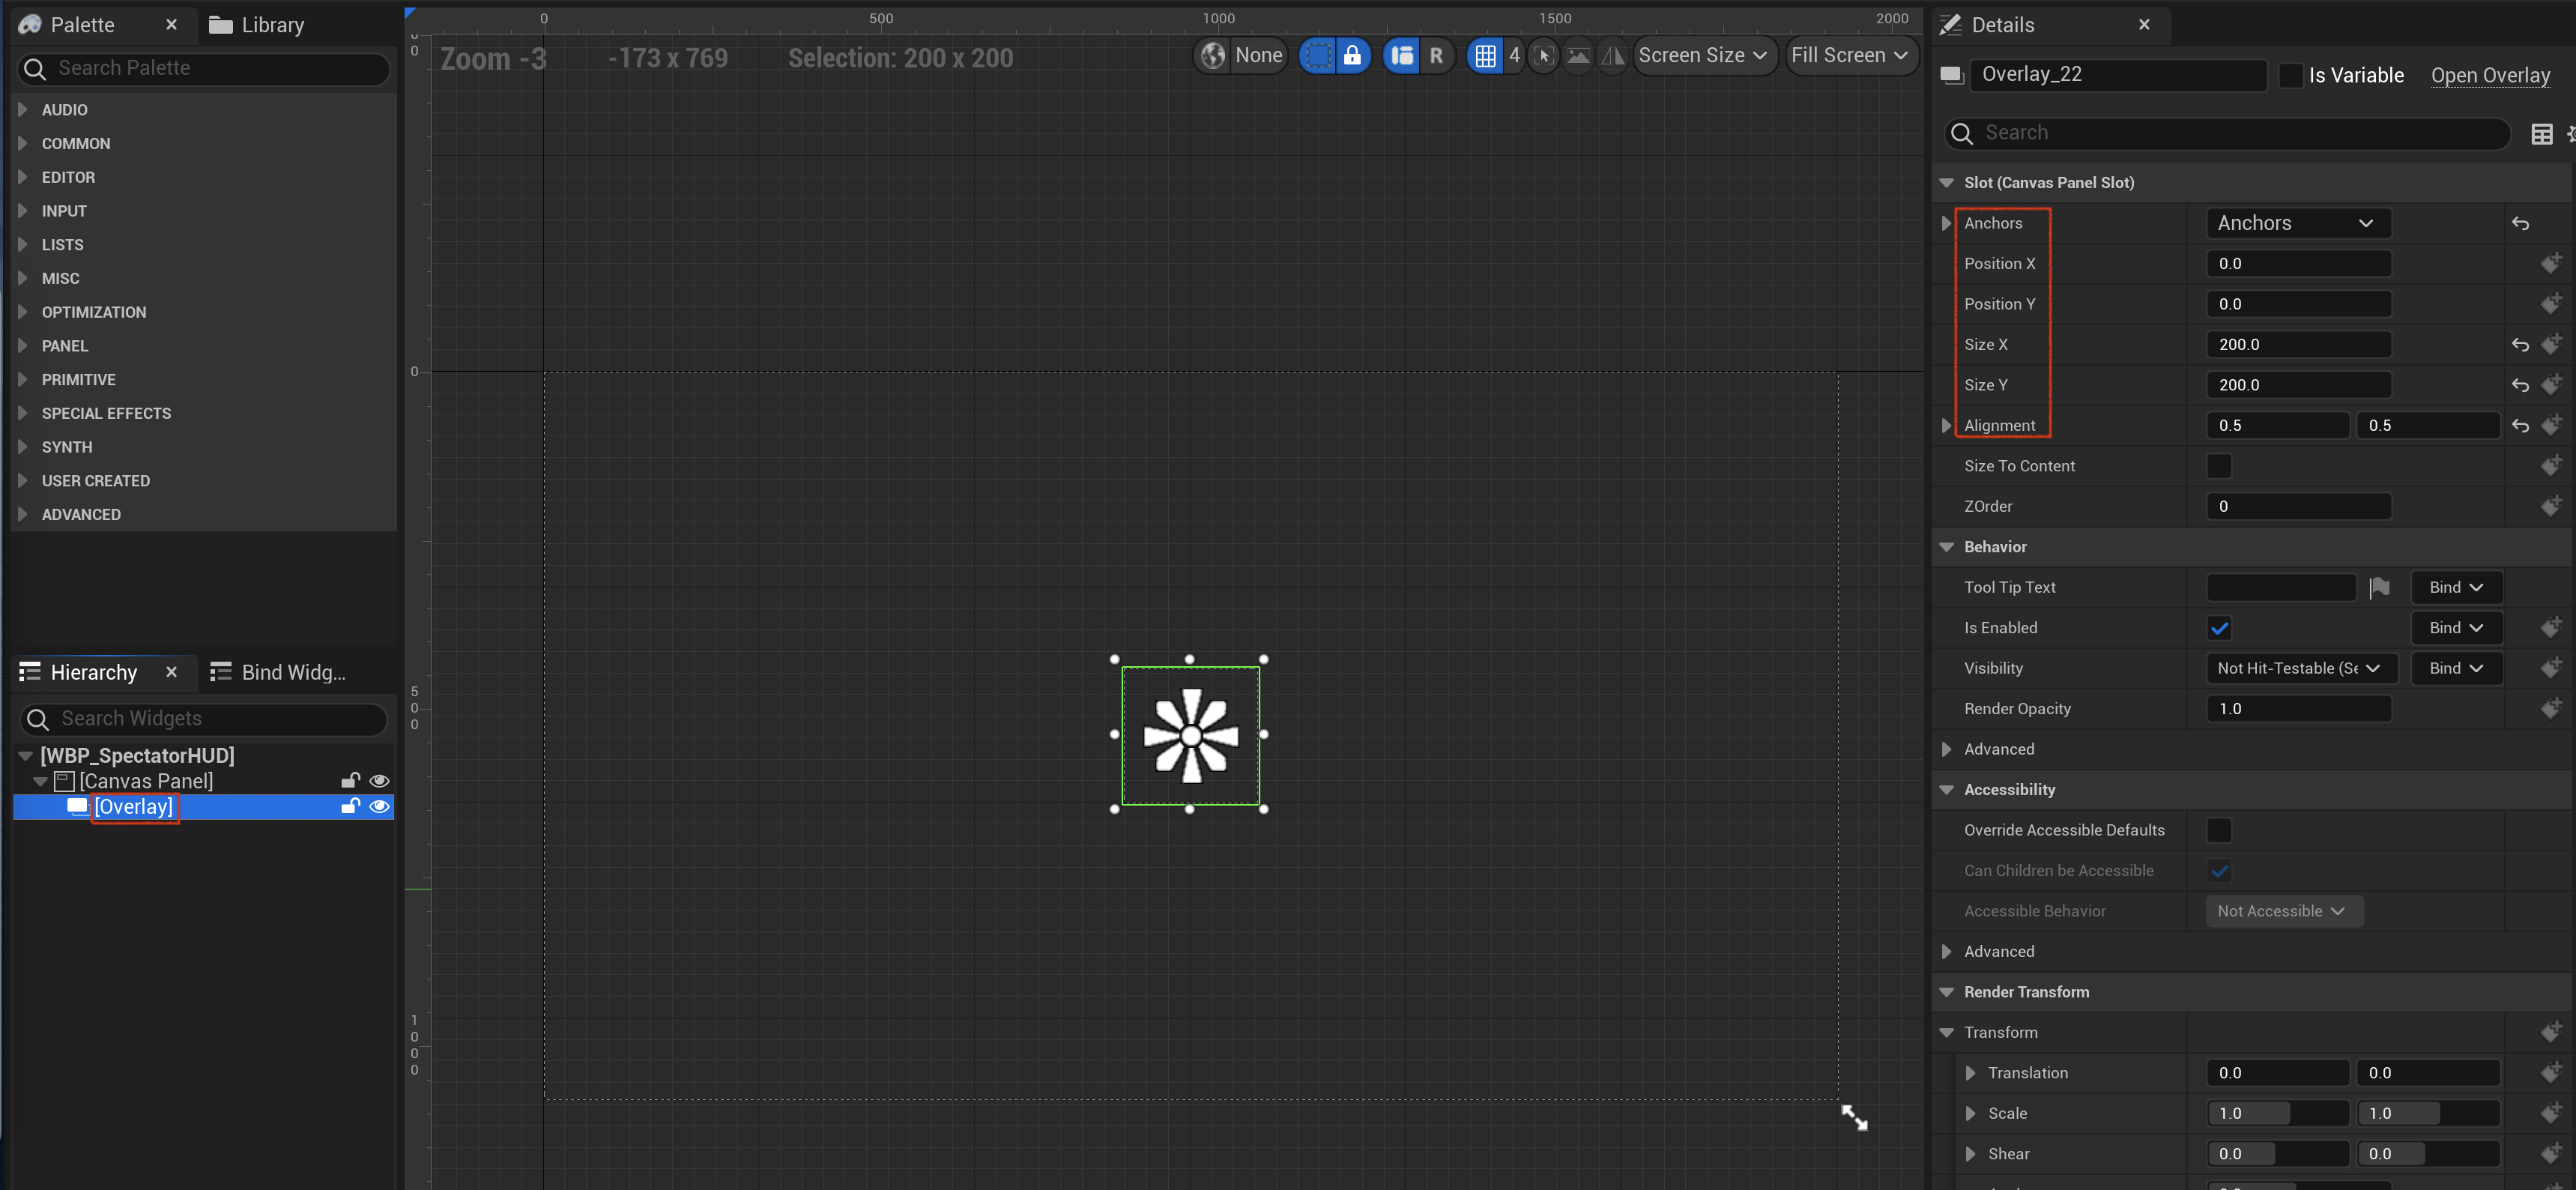 Palette
Library
Search Palette
AUDIO
COMMON
EDITOR
INPUT
LISTS
MISC
OPTIMIZATION
PANEL
PRIMITIVE
SPECIAL EFFECTS
SYNTH
USER CREATED
ADVANCED
Hierarchy
Bind Widg...
Search Widgets
[WBP_SpectatorHUD]
[Canvas Panel]
[Overlay]
0 500 1000 1500 2000
Zoom -3 -173 x 769 Selection: 200 x 200
None R 4 Screen Size Fill Screen
0
0
500
1000
Details
Overlay_22 Is Variable Open Overlay
Search
Slot (Canvas Panel Slot)
Anchors Anchors
Position X 0.0
Position Y 0.0
Size X 200.0
Size Y 200.0
Alignment 0.5 0.5
Size To Content
ZOrder 0
Behavior
Tool Tip Text Bind
Is Enabled Bind
Visibility Not Hit-Testable (Se Bind
Render Opacity 1.0
Advanced
Accessibility
Override Accessible Defaults
Can Children be Accessible
Accessible Behavior Not Accessible
Advanced
Render Transform
Transform
Translation 0.0 0.0
Scale 1.0 1.0
Shear 0.0 0.0